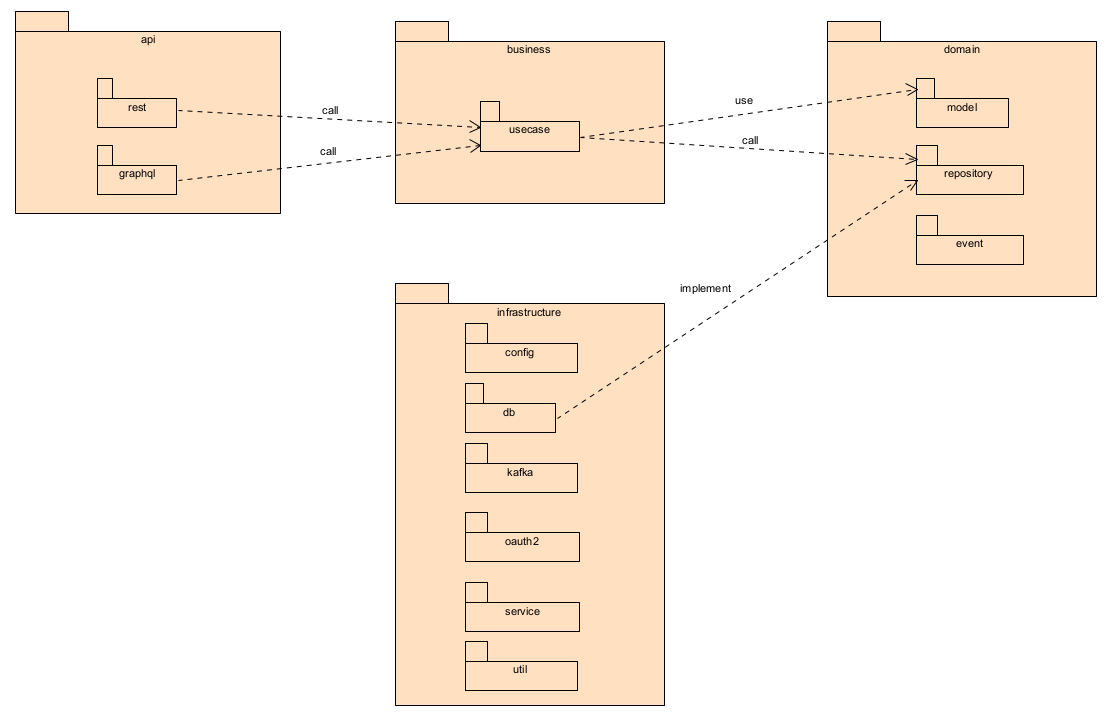 api
business
domain
rest
call
usecase
use
model
graphql
call
call
repository
event
implement
infrastructure
config
db
kafka
oauth2
service
util